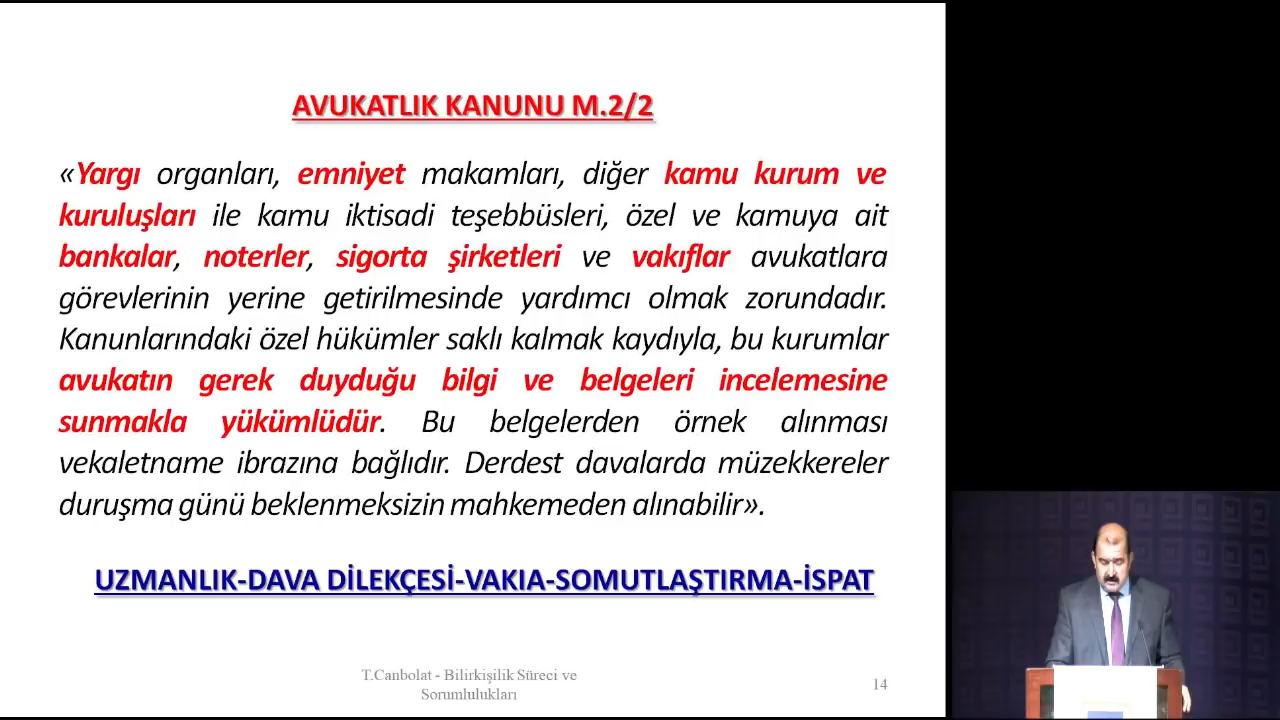 AVUKATLIK KANUNU M.2/2
«Yargı organları, emniyet makamları, diğer kamu kurum ve
kuruluşları ile kamu iktisadi teşebbüsleri, özel ve kamuya ait
bankalar, noterler, sigorta şirketleri ve vakıflar avukatlara
görevlerinin yerine getirilmesinde yardımcı olmak zorundadır.
Kanunlarındaki özel hükümler saklı kalmak kaydıyla, bu kurumlar
avukatın gerek duyduğu bilgi ve belgeleri incelemesine
sunmakla yükümlüdür. Bu belgelerden örnek alınması
vekaletname ibrazına bağlıdır. Derdest davalarda müzekkereler
duruşma günü beklenmeksizin mahkemeden alınabilir».
UZMANLIK-DAVA DİLEKÇESİ-VAKIA-SOMUTLAŞTIRMA-İSPAT
T.Canbolat - Bilirkişilik Süreci ve
Sorumlulukları
14